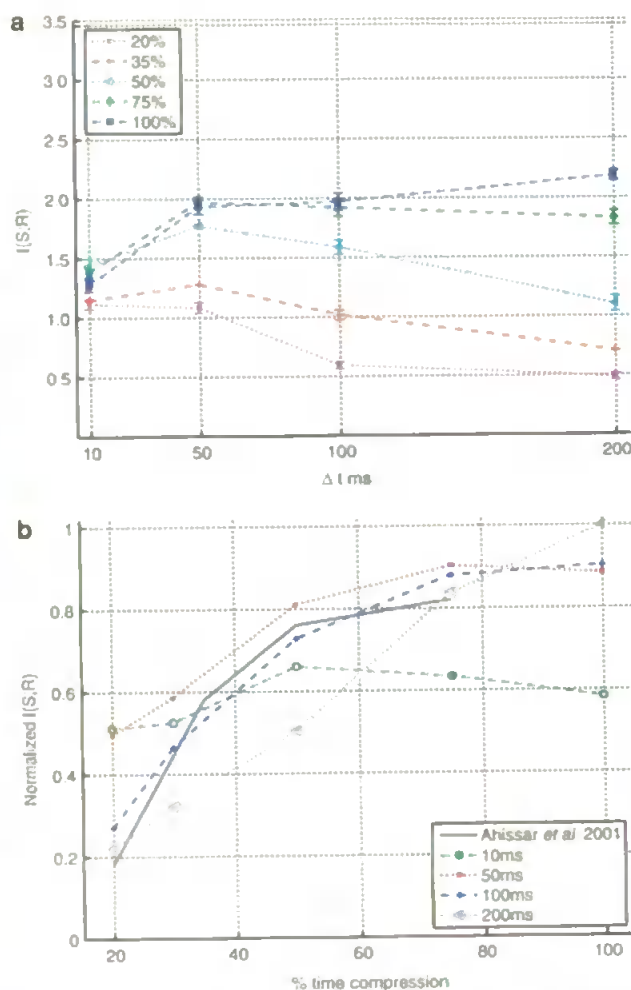 a
3.5
3.0
2.5
2.0
1.5
1.0
0.5
I(S,R)
20%
35%
50%
75%
100%
10
50
100
200
Δ t ms
b
1
0.8
0.6
0.4
0.2
0
Normalized I(S,R)
Ahissar et al 2001
10ms
50ms
100ms
200ms
20
40
60
80
100
% time compression